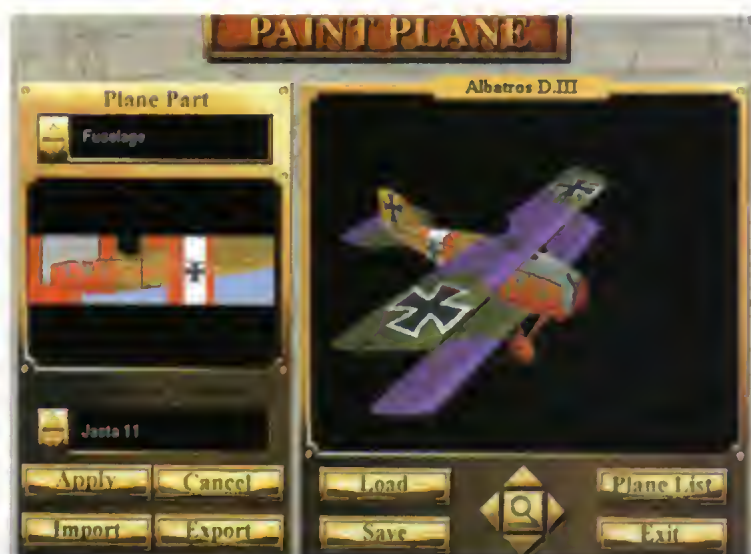 PAINT PLANE
Plane Part
Fuselage
Jasta 11
Apply
Cancel
Import
Export
Albatros D.III
Load
Save
Plane List
Exit